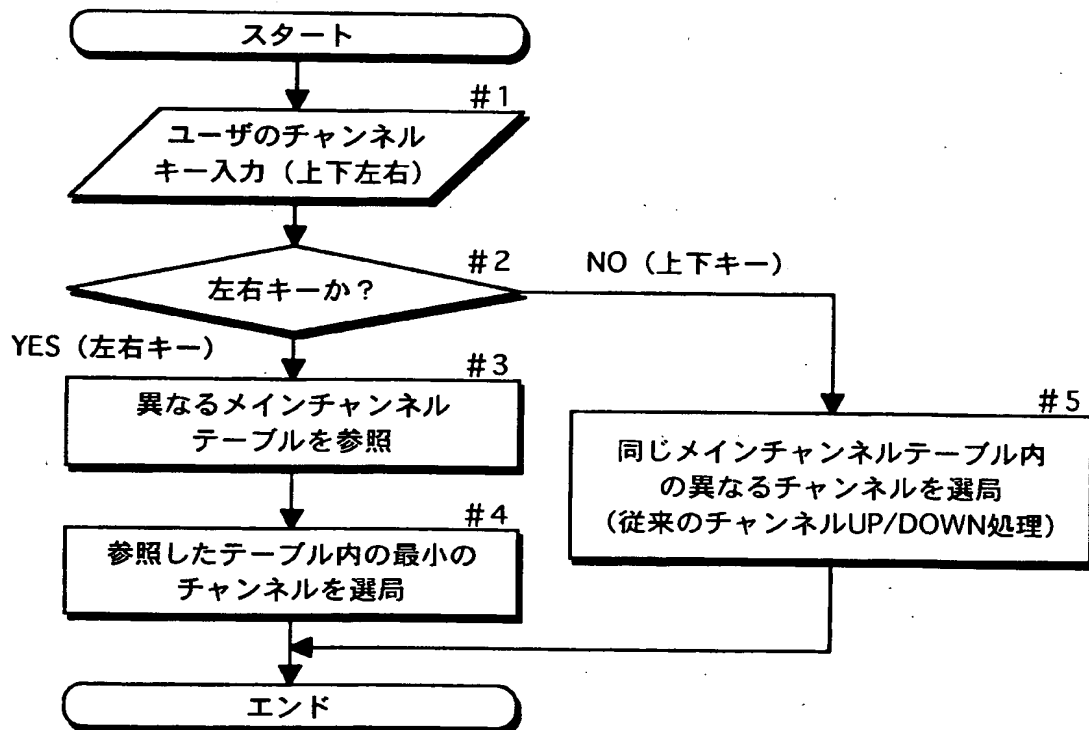 スタート
#1
ユーザのチャンネル
キー入力（上下左右）
#2
左右キーか？
NO（上下キー）
YES（左右キー）
#3
異なるメインチャンネル
テーブルを参照
#4
参照したテーブル内の最小の
チャンネルを選局
#5
同じメインチャンネルテーブル内
の異なるチャンネルを選局
（従来のチャンネルUP/DOWN処理）
エンド